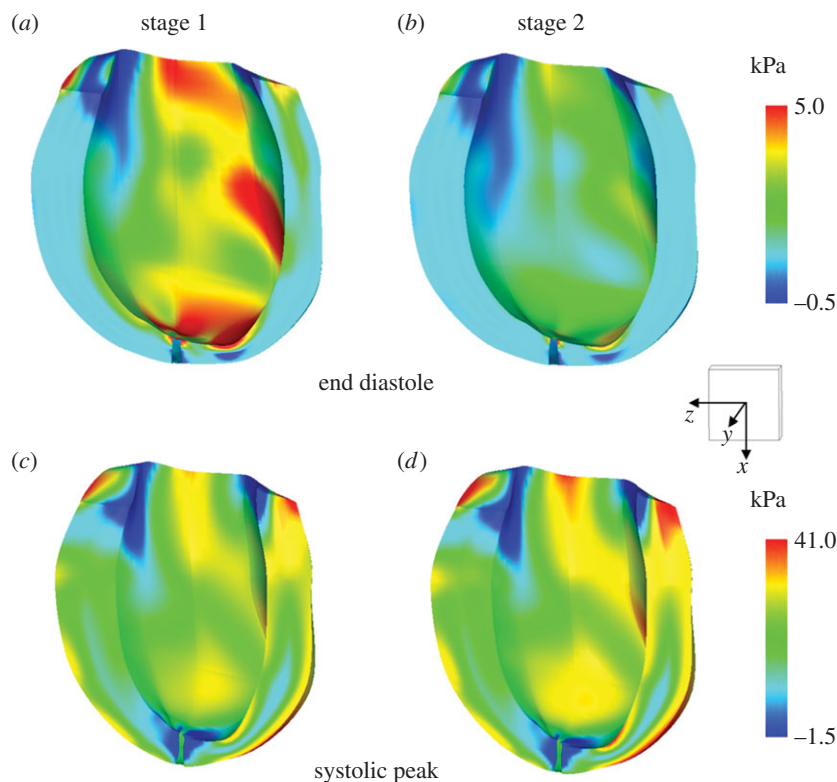 (a) stage 1
(b) stage 2
kPa
5.0
–0.5
end diastole
z
y
x
(c)
(d)
kPa
41.0
–1.5
systolic peak